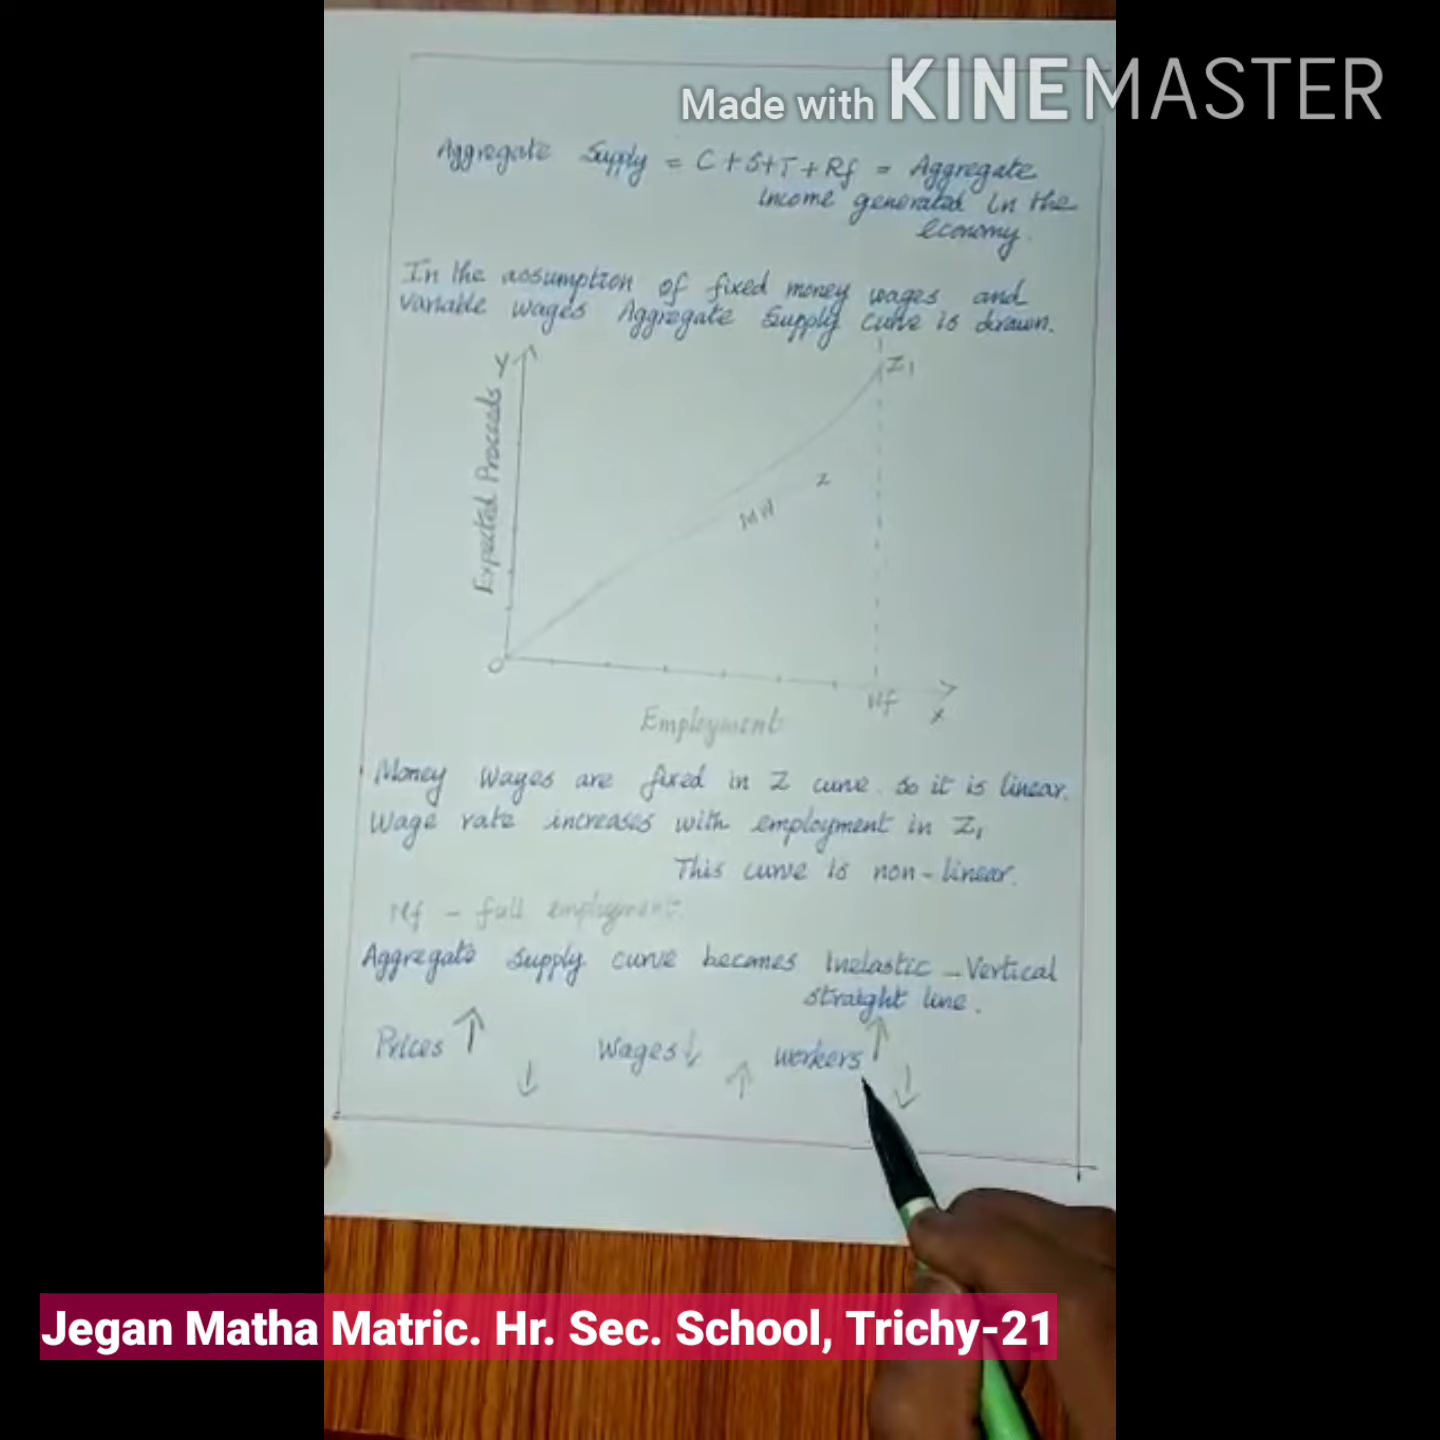 Made with KINEMASTER
Aggregate Supply = C + S + T + Rf = Aggregate
income generated in the
economy.
In the assumption of fixed money wages and
variable wages Aggregate Supply curve is drawn.
Y
Z1
Expected Proceeds
Z
MW
O
Nf
X
Employment
Money wages are fixed in Z curve. So it is linear.
Wage rate increases with employment in Z1
This curve is non-linear.
Nf - full employment
Aggregate supply curve becomes Inelastic - Vertical
straight line.
Prices ↑ ↓ Wages ↓ ↑ workers ↑ ↓
Jegan Matha Matric. Hr. Sec. School, Trichy-21